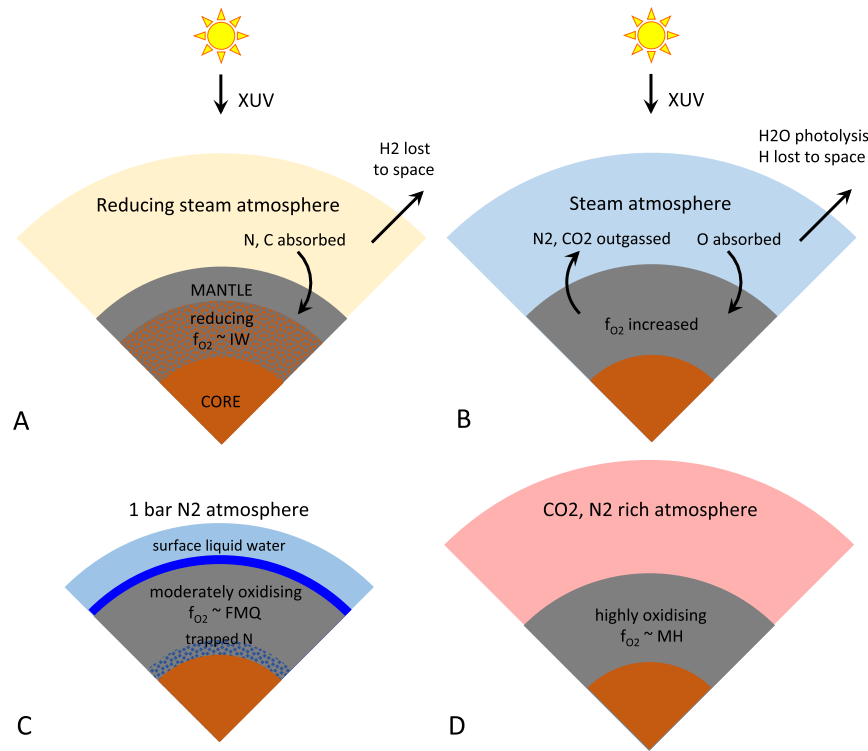 XUV
H2 lost
to space
Reducing steam atmosphere
N, C absorbed
MANTLE
reducing
fO2 ~ IW
CORE
A
XUV
H2O photolysis
H lost to space
Steam atmosphere
N2, CO2 outgassed
O absorbed
fO2 increased
B
1 bar N2 atmosphere
surface liquid water
moderately oxidising
fO2 ~ FMQ
trapped N
C
CO2, N2 rich atmosphere
highly oxidising
fO2 ~ MH
D